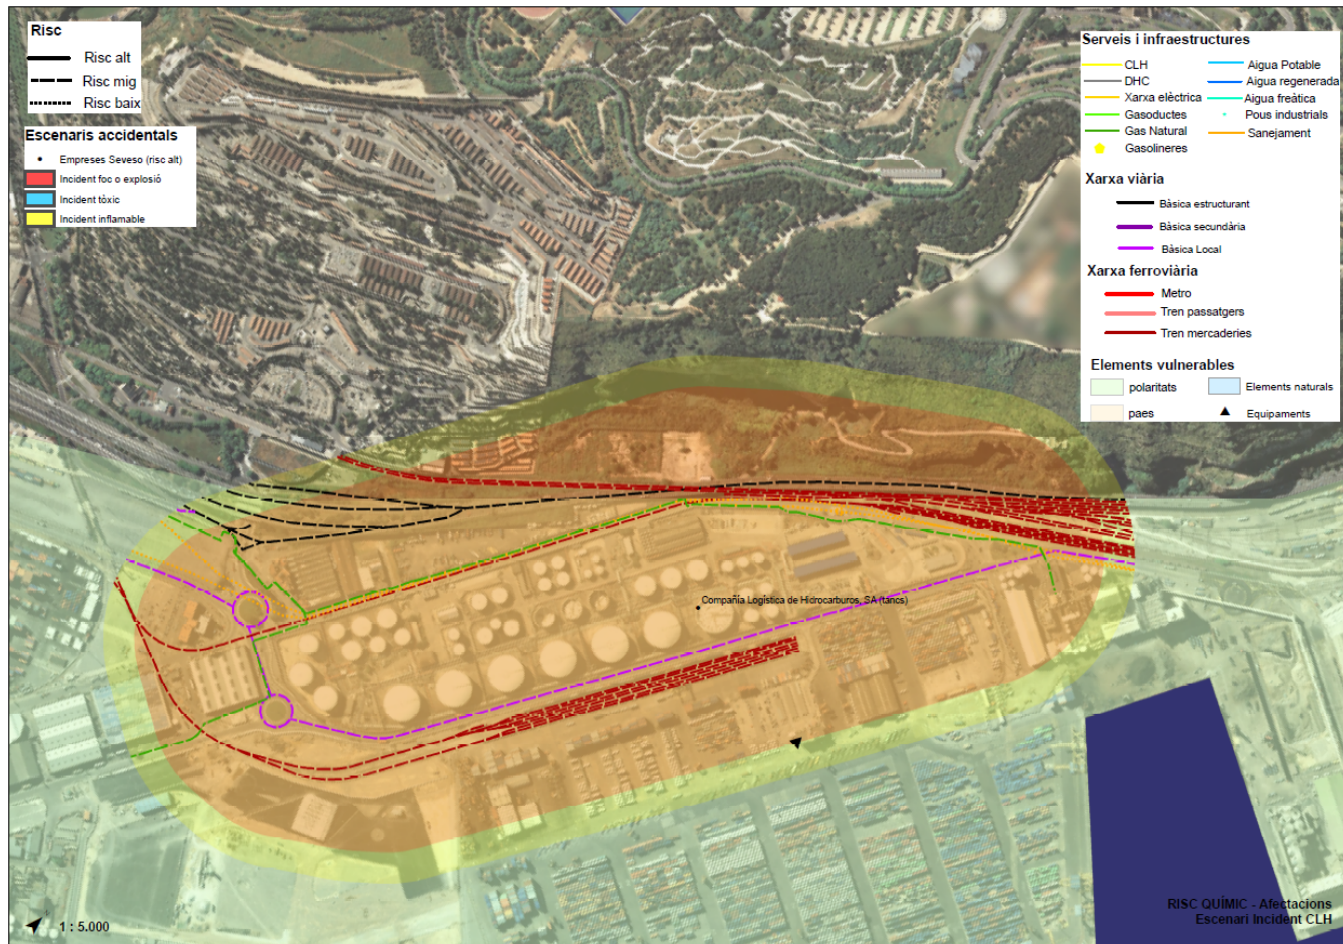 Risc
Risc alt
Risc mig
Risc baix
Escenaris accidentals
Empreses Seveso (risc alt)
Incident foc o explosió
Incident tòxic
Incident inflamable
Serveis i infraestructures
CLH
DHC
Xarxa elèctrica
Gasoductes
Gas Natural
Gasolineres
Aigua Potable
Aigua regenerada
Aigua freàtica
Pous industrials
Sanejament
Xarxa viària
Bàsica estructurant
Bàsica secundària
Bàsica Local
Xarxa ferroviària
Metro
Tren passatgers
Tren mercaderies
Elements vulnerables
polaritats
Elements naturals
paes
Equipaments
Compañía Logística de Hidrocarburos, SA (tancs)
1 : 5.000
RISC QUÍMIC - Afectacions
Escenari Incident CLH